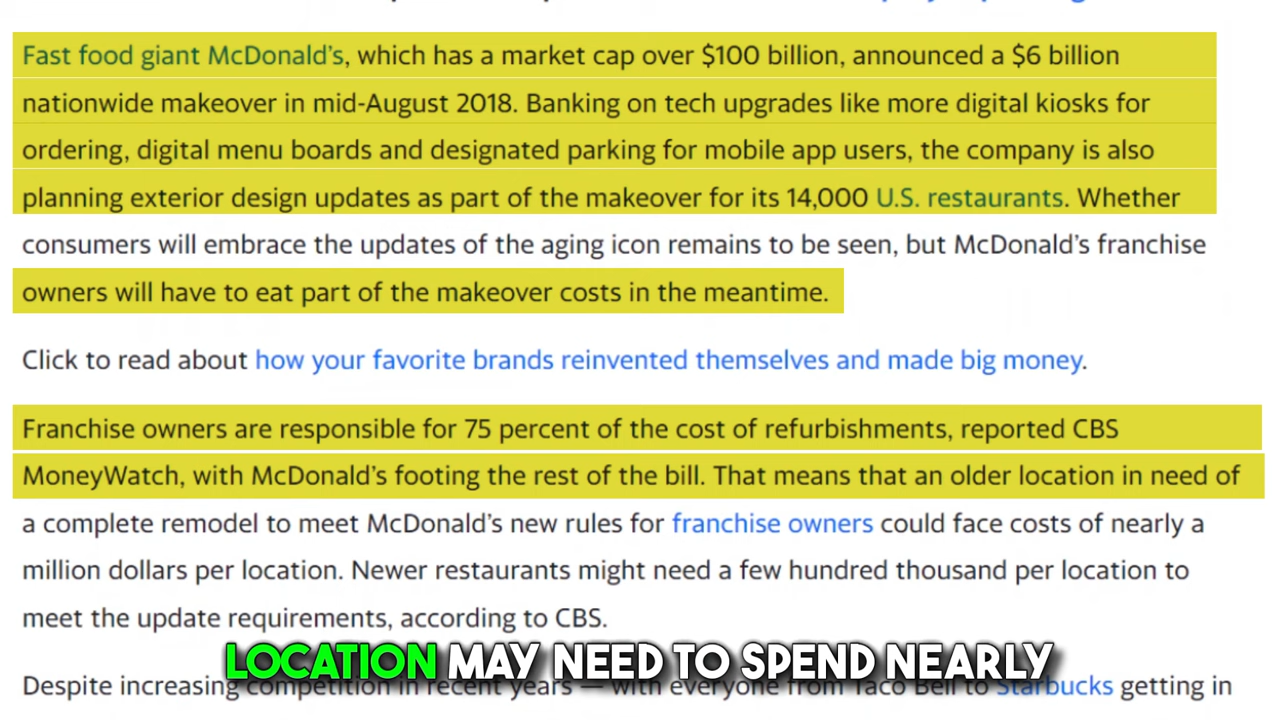 Fast food giant McDonald's, which has a market cap over $100 billion, announced a $6 billion
nationwide makeover in mid-August 2018. Banking on tech upgrades like more digital kiosks for
ordering, digital menu boards and designated parking for mobile app users, the company is also
planning exterior design updates as part of the makeover for its 14,000 U.S. restaurants. Whether
consumers will embrace the updates of the aging icon remains to be seen, but McDonald's franchise
owners will have to eat part of the makeover costs in the meantime.
Click to read about how your favorite brands reinvented themselves and made big money.
Franchise owners are responsible for 75 percent of the cost of refurbishments, reported CBS
MoneyWatch, with McDonald's footing the rest of the bill. That means that an older location in need of
a complete remodel to meet McDonald's new rules for franchise owners could face costs of nearly a
million dollars per location. Newer restaurants might need a few hundred thousand per location to
meet the update requirements, according to CBS.
LOCATION MAY NEED TO SPEND NEARLY
Despite increasing competition in recent years — with everyone from Taco Bell to Starbucks getting in